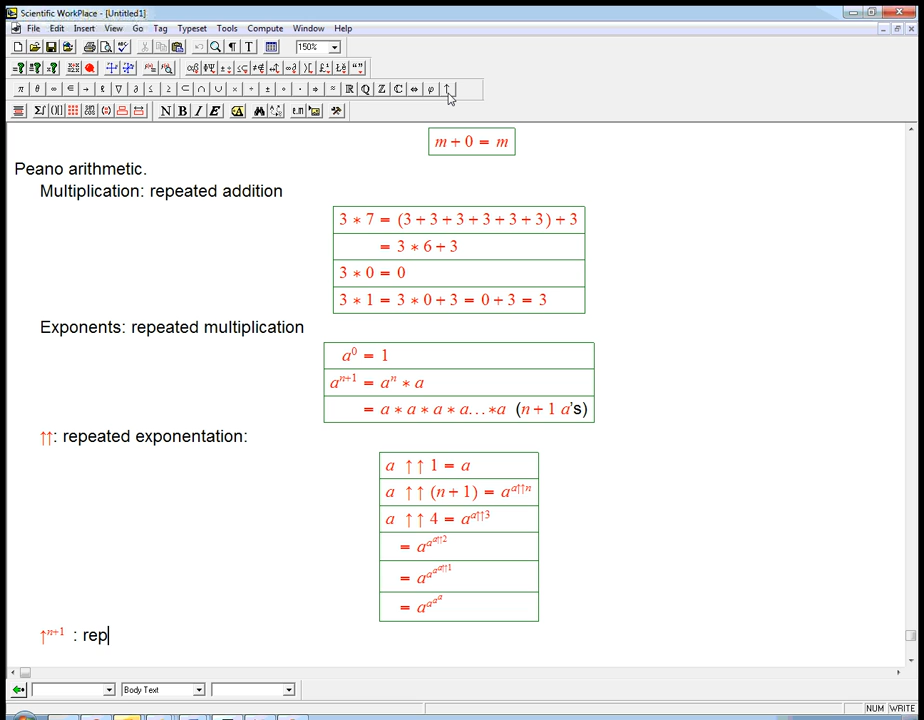 Scientific WorkPlace - [Untitled1]
File Edit Insert View Go Tag Typeset Tools Compute Window Help
150%
N B I E
m + 0 = m
Peano arithmetic.
Multiplication: repeated addition
3 * 7 = (3 + 3 + 3 + 3 + 3 + 3) + 3
= 3 * 6 + 3
3 * 0 = 0
3 * 1 = 3 * 0 + 3 = 0 + 3 = 3
Exponents: repeated multiplication
a⁰ = 1
aⁿ⁺¹ = aⁿ * a
= a * a * a * a…*a (n + 1 a's)
↑↑: repeated exponentation:
a ↑↑ 1 = a
a ↑↑ (n + 1) = a^{a↑↑n}
a ↑↑ 4 = a^{a↑↑3}
= a^{a^{a↑↑2}}
= a^{a^{a^{a↑↑1}}}
= a^{a^{a^{a}}}
↑ⁿ⁺¹ : rep
Body Text
NUM WRITE